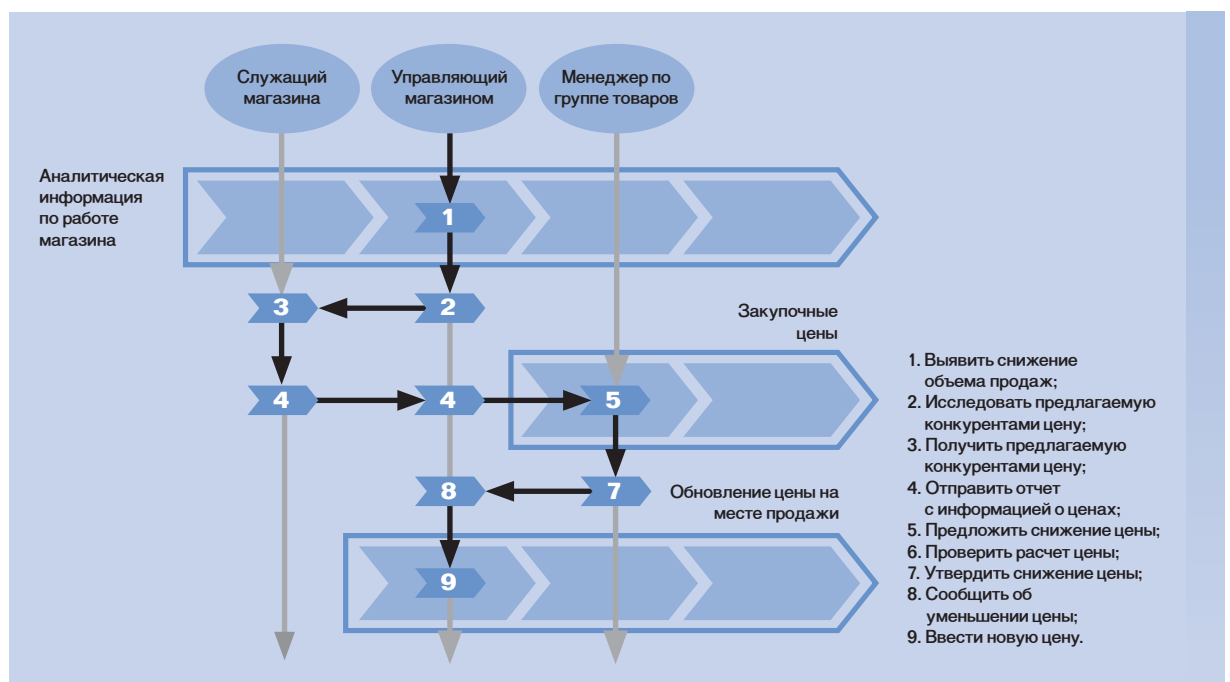 Служащий
магазина
Управляющий
магазином
Менеджер по
группе товаров
Аналитическая
информация
по работе
магазина
1
3
2
Закупочные
цены
4
4
5
8
7
Обновление цены на
месте продажи
9
1. Выявить снижение
объема продаж;
2. Исследовать предлагаемую
конкурентами цену;
3. Получить предлагаемую
конкурентами цену;
4. Отправить отчет
с информацией о ценах;
5. Предложить снижение цены;
6. Проверить расчет цены;
7. Утвердить снижение цены;
8. Сообщить об
уменьшении цены;
9. Ввести новую цену.